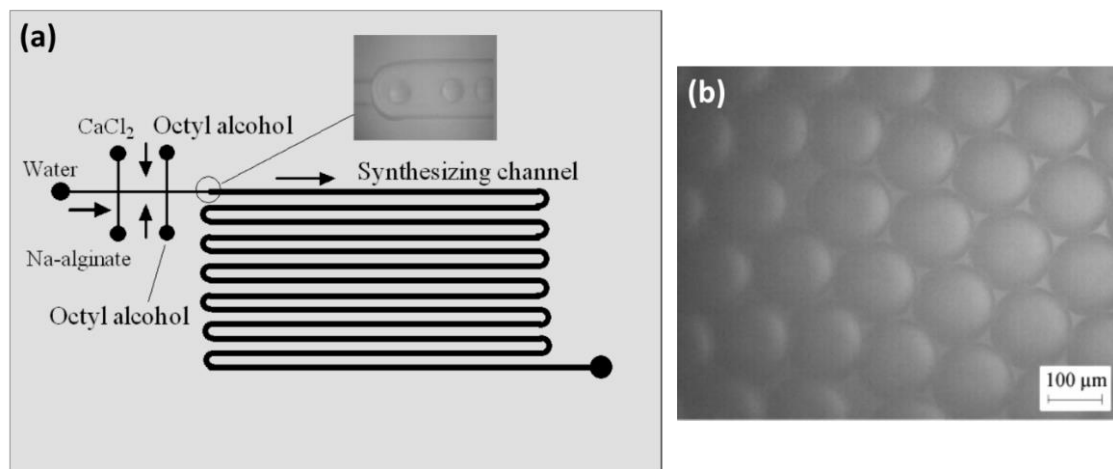 (a)
CaCl₂
Octyl alcohol
Water
Synthesizing channel
Na-alginate
Octyl alcohol
(b)
100 µm